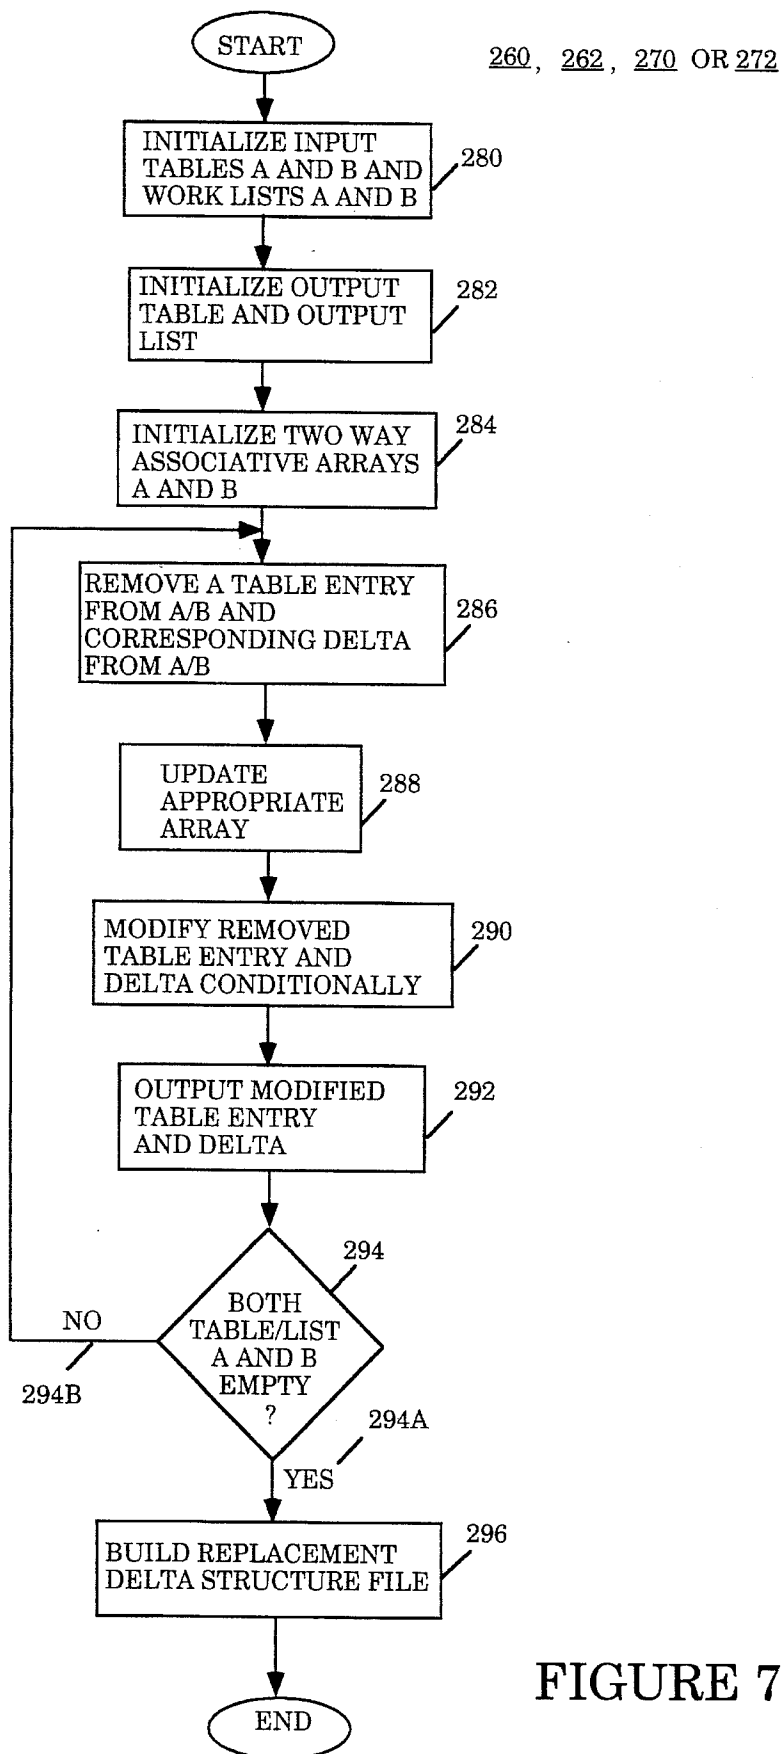 START
260, 262, 270 OR 272
INITIALIZE INPUT
TABLES A AND B AND
WORK LISTS A AND B
280
INITIALIZE OUTPUT
TABLE AND OUTPUT
LIST
282
INITIALIZE TWO WAY
ASSOCIATIVE ARRAYS
A AND B
284
REMOVE A TABLE ENTRY
FROM A/B AND
CORRESPONDING DELTA
FROM A/B
286
UPDATE
APPROPRIATE
ARRAY
288
MODIFY REMOVED
TABLE ENTRY AND
DELTA CONDITIONALLY
290
OUTPUT MODIFIED
TABLE ENTRY
AND DELTA
292
294
BOTH
TABLE/LIST
A AND B
EMPTY
?
NO
294B
294A
YES
BUILD REPLACEMENT
DELTA STRUCTURE FILE
296
END
FIGURE 7